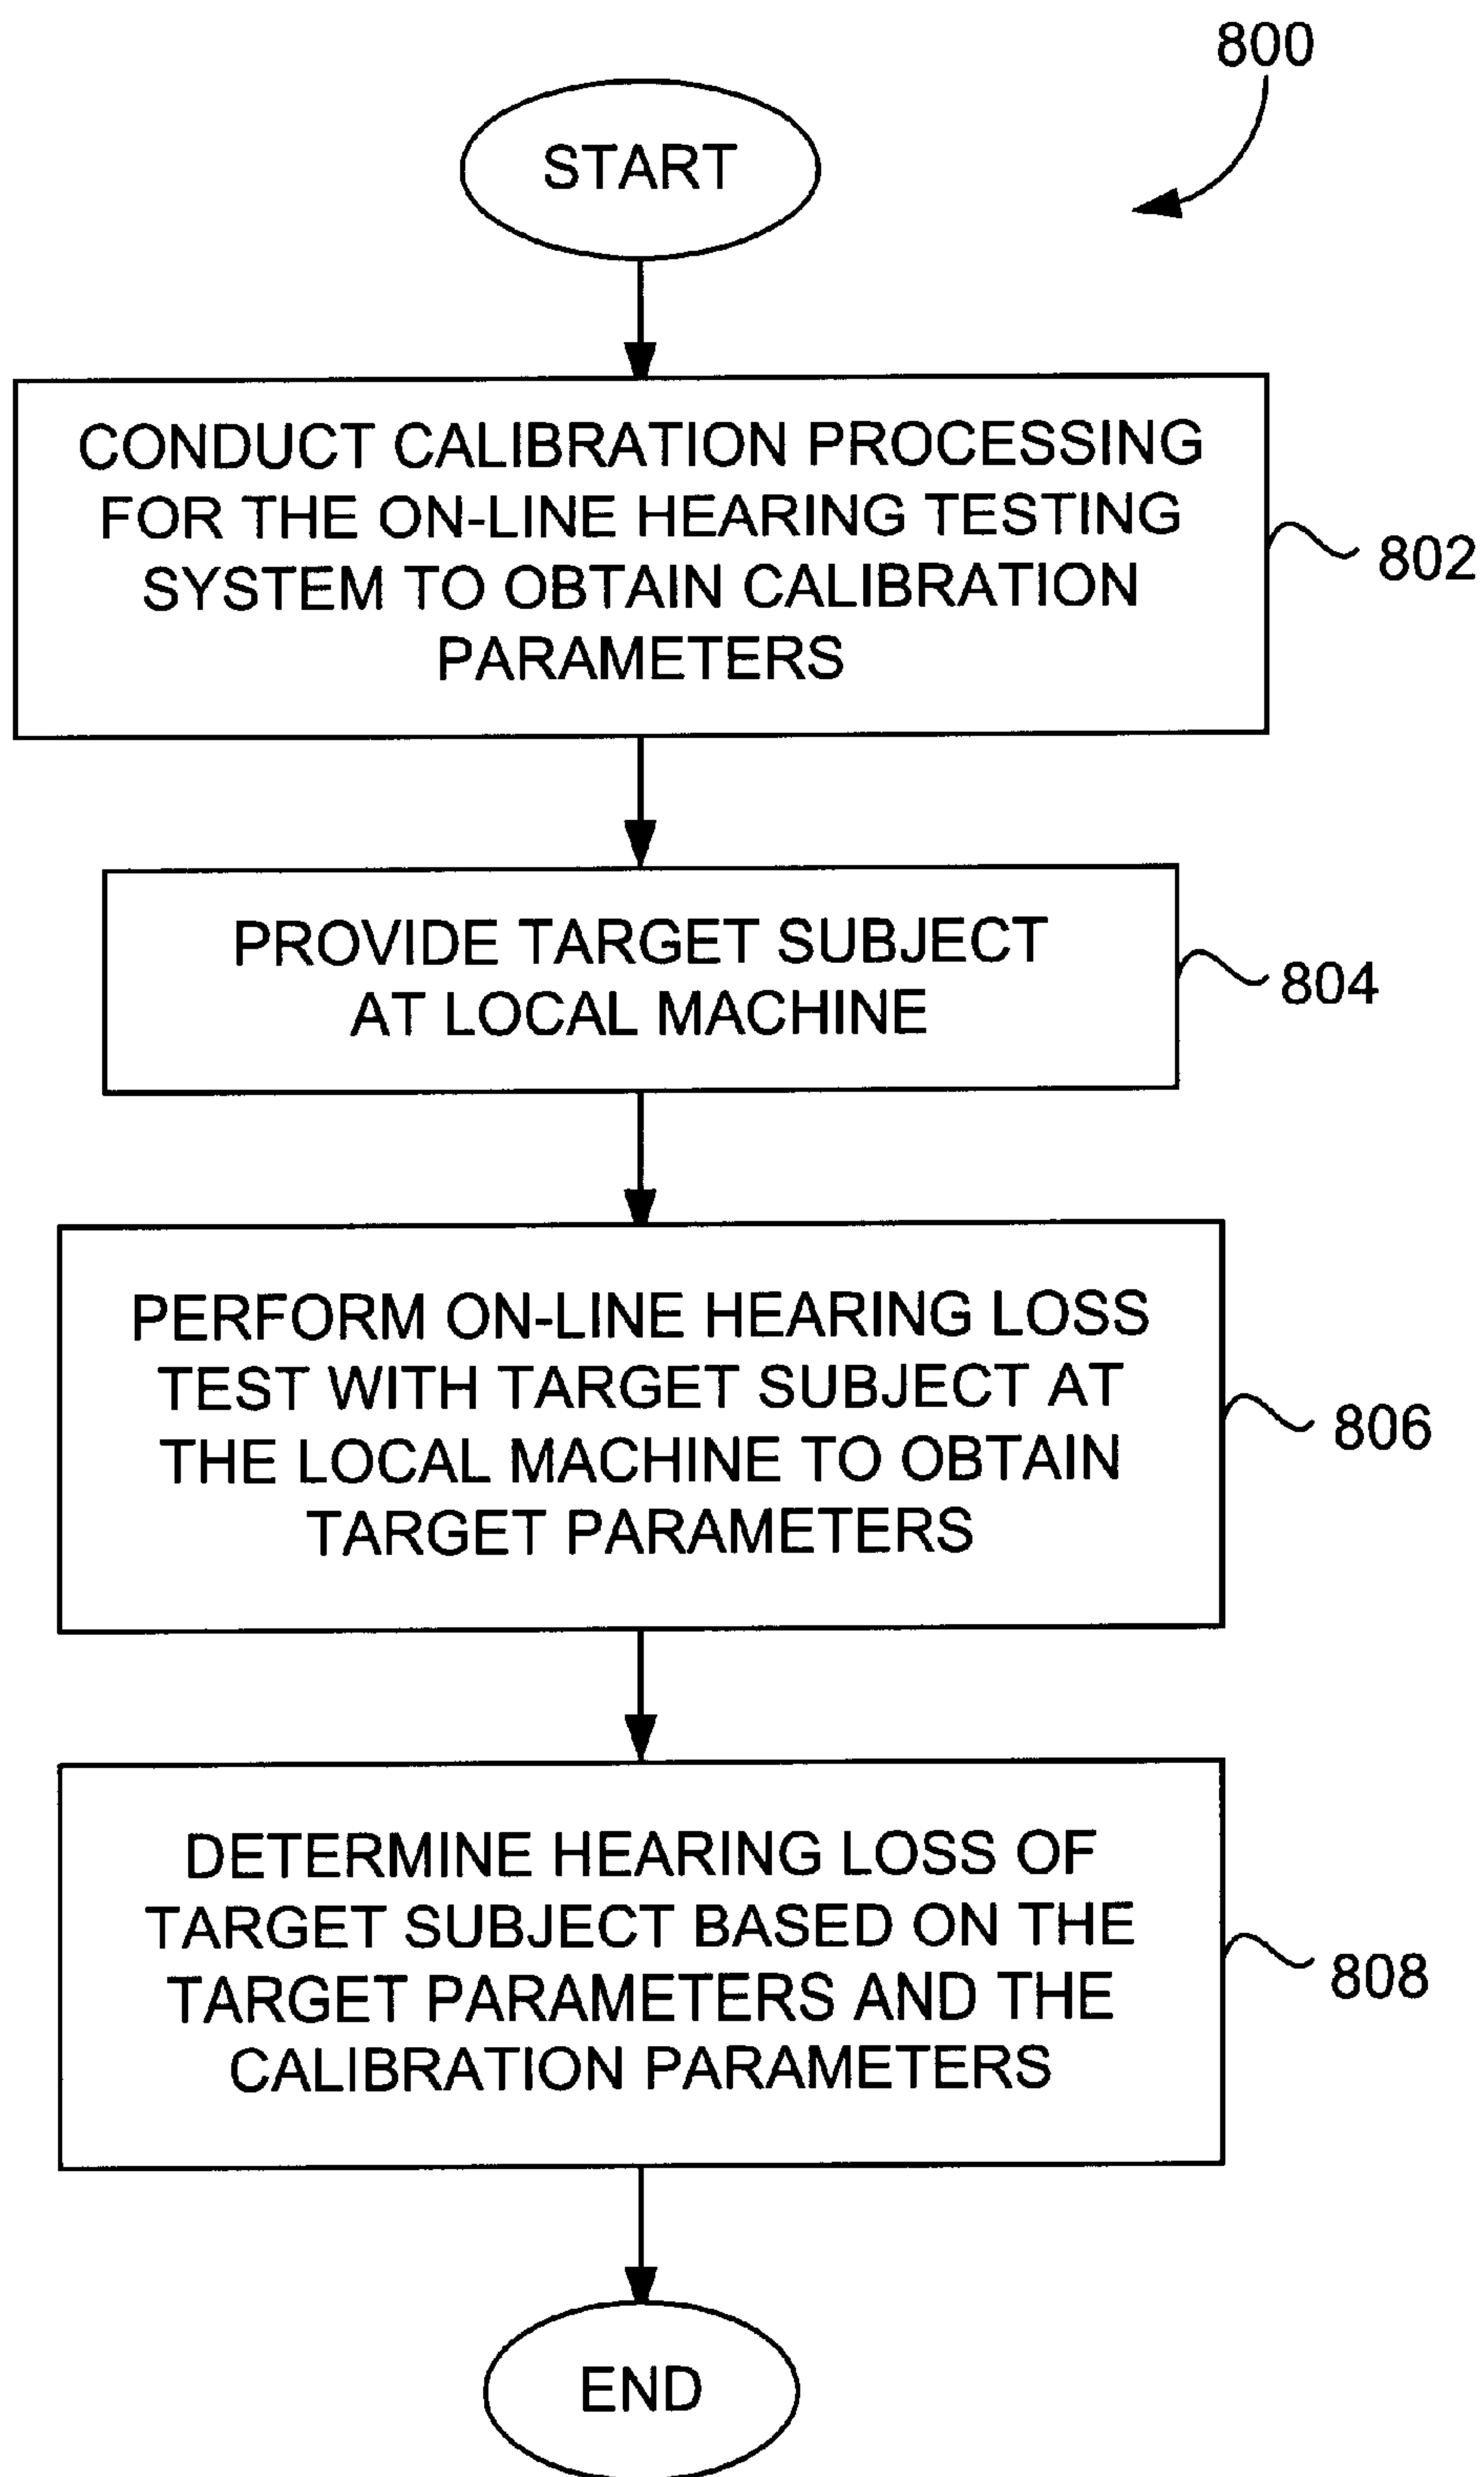 800
START
CONDUCT CALIBRATION PROCESSING
FOR THE ON-LINE HEARING TESTING
SYSTEM TO OBTAIN CALIBRATION
PARAMETERS
802
PROVIDE TARGET SUBJECT
AT LOCAL MACHINE
804
PERFORM ON-LINE HEARING LOSS
TEST WITH TARGET SUBJECT AT
THE LOCAL MACHINE TO OBTAIN
TARGET PARAMETERS
806
DETERMINE HEARING LOSS OF
TARGET SUBJECT BASED ON THE
TARGET PARAMETERS AND THE
CALIBRATION PARAMETERS
808
END